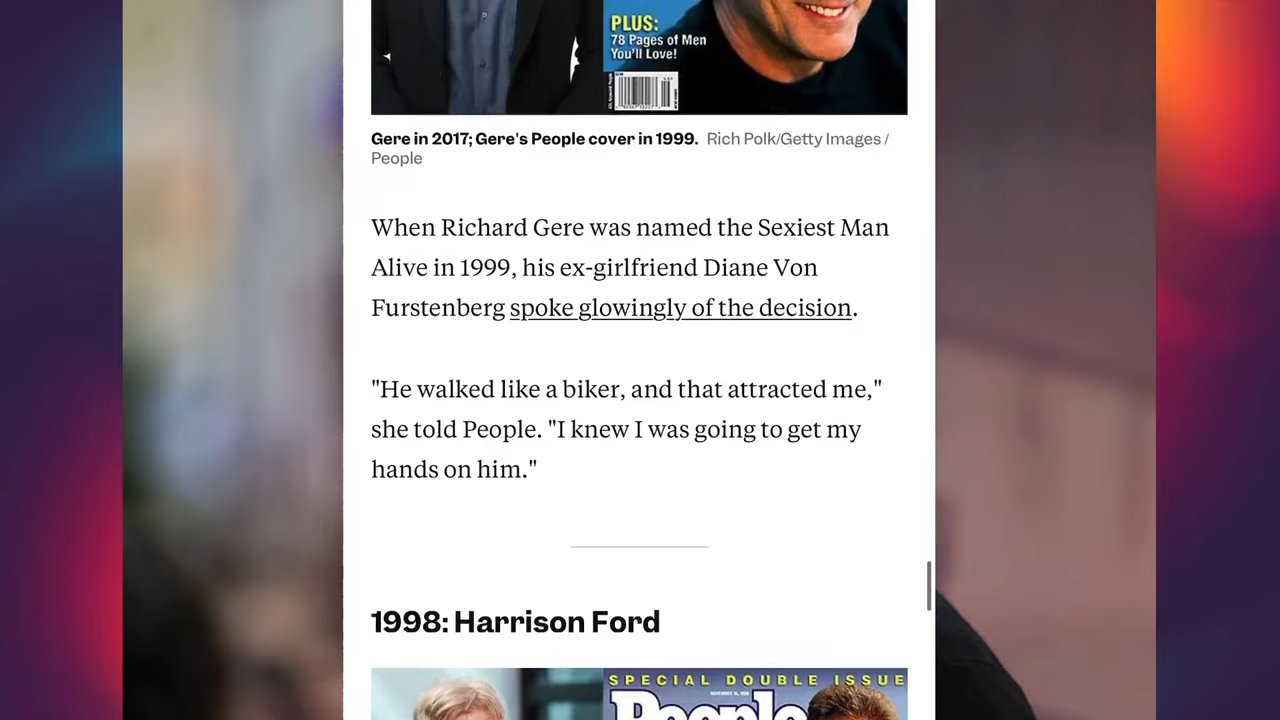 PLUS:
78 Pages of Men
You'll Love!
Gere in 2017; Gere's People cover in 1999. Rich Polk/Getty Images /
People
When Richard Gere was named the Sexiest Man
Alive in 1999, his ex-girlfriend Diane Von
Furstenberg spoke glowingly of the decision.
"He walked like a biker, and that attracted me,"
she told People. "I knew I was going to get my
hands on him."
1998: Harrison Ford
SPECIAL DOUBLE ISSUE
People